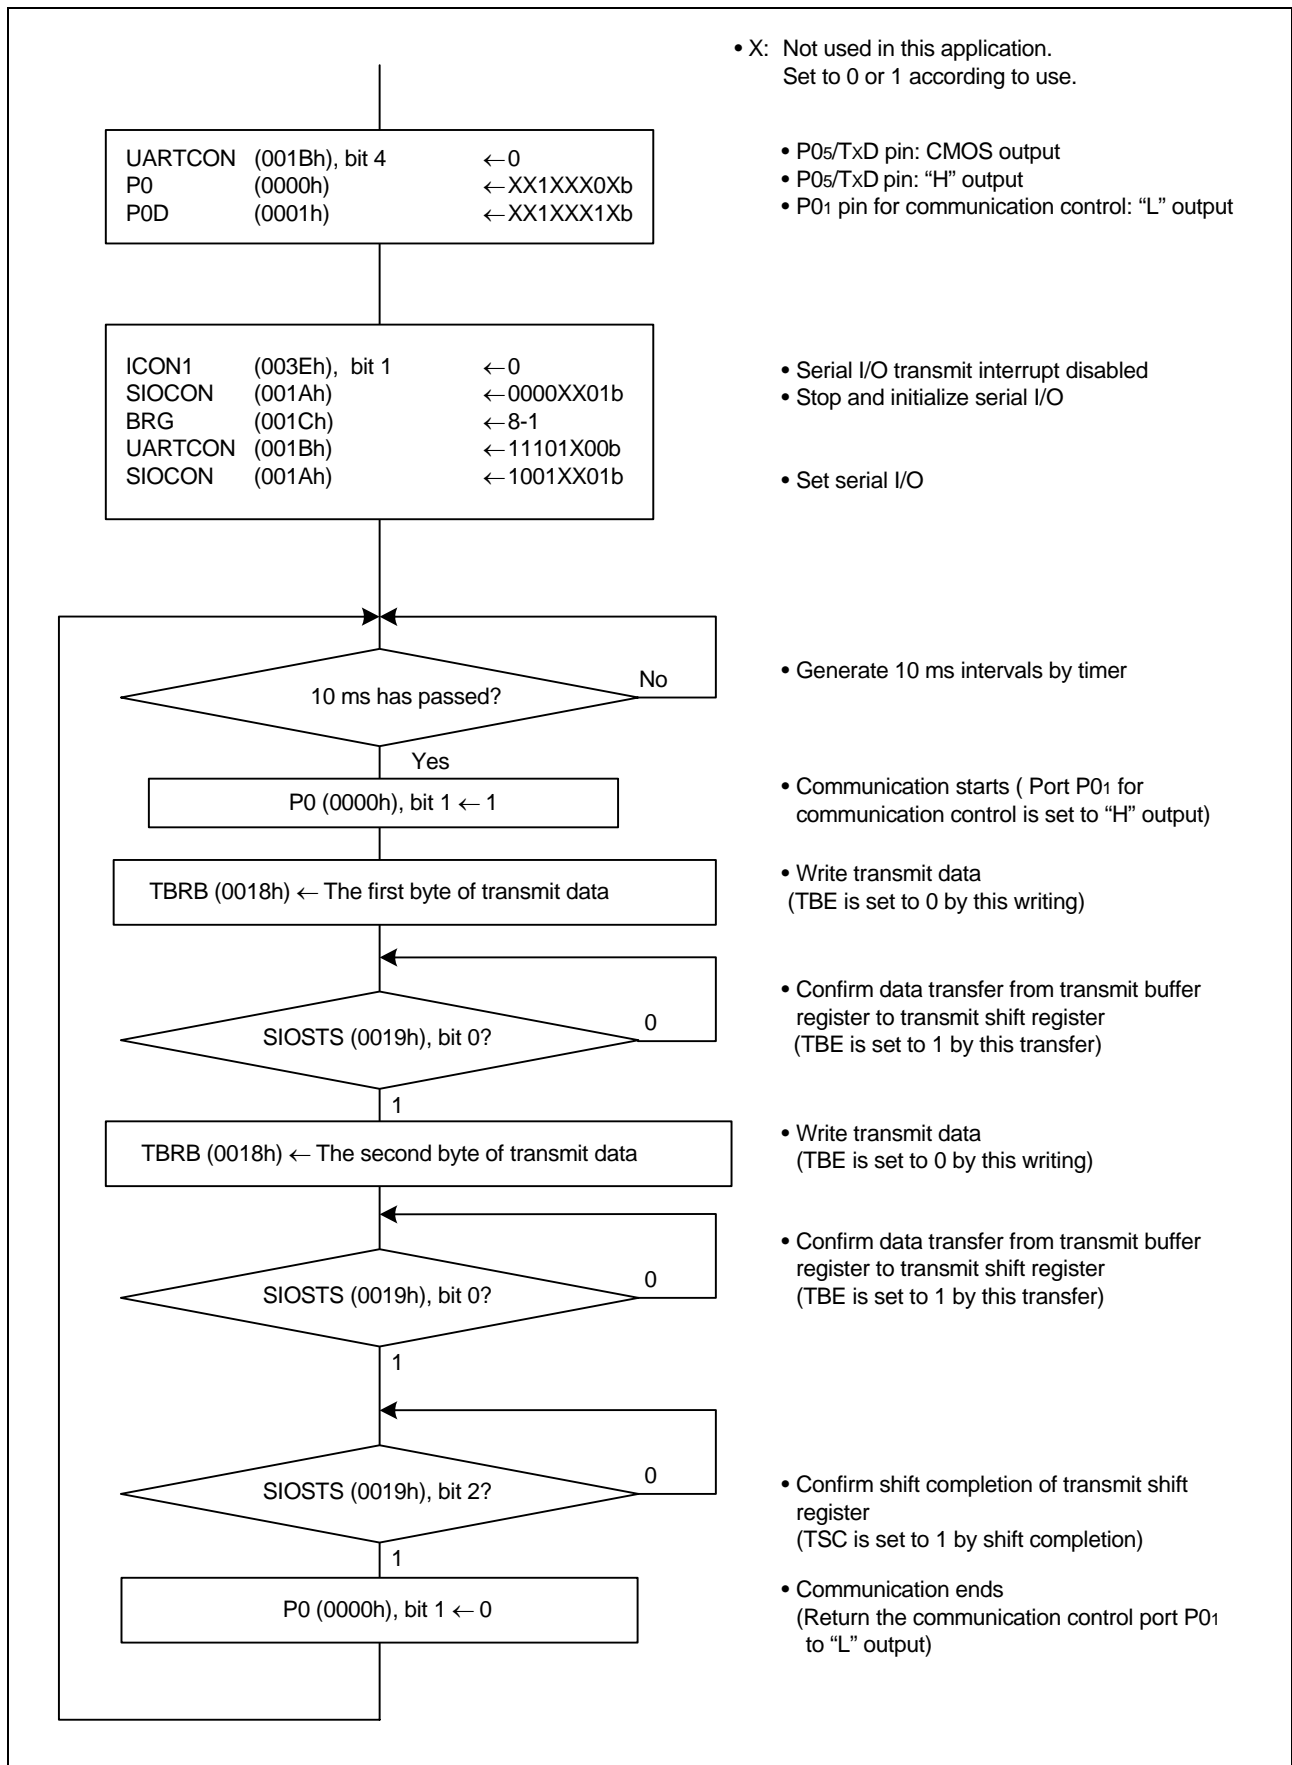 • X: Not used in this application.
Set to 0 or 1 according to use.
UARTCON (001Bh), bit 4 ←0
P0 (0000h) ←XX1XXX0Xb
P0D (0001h) ←XX1XXX1Xb
• P05/TXD pin: CMOS output
• P05/TXD pin: “H” output
• P01 pin for communication control: “L” output
ICON1 (003Eh), bit 1 ←0
SIOCON (001Ah) ←0000XX01b
BRG (001Ch) ←8-1
UARTCON (001Bh) ←11101X00b
SIOCON (001Ah) ←1001XX01b
• Serial I/O transmit interrupt disabled
• Stop and initialize serial I/O
• Set serial I/O
10 ms has passed?
No
• Generate 10 ms intervals by timer
Yes
P0 (0000h), bit 1 ← 1
• Communication starts ( Port P01 for
communication control is set to “H” output)
TBRB (0018h) ← The first byte of transmit data
• Write transmit data
(TBE is set to 0 by this writing)
SIOSTS (0019h), bit 0?
0
• Confirm data transfer from transmit buffer
register to transmit shift register
(TBE is set to 1 by this transfer)
1
TBRB (0018h) ← The second byte of transmit data
• Write transmit data
(TBE is set to 0 by this writing)
SIOSTS (0019h), bit 0?
0
• Confirm data transfer from transmit buffer
register to transmit shift register
(TBE is set to 1 by this transfer)
1
SIOSTS (0019h), bit 2?
0
• Confirm shift completion of transmit shift
register
(TSC is set to 1 by shift completion)
1
P0 (0000h), bit 1 ← 0
• Communication ends
(Return the communication control port P01
to “L” output)